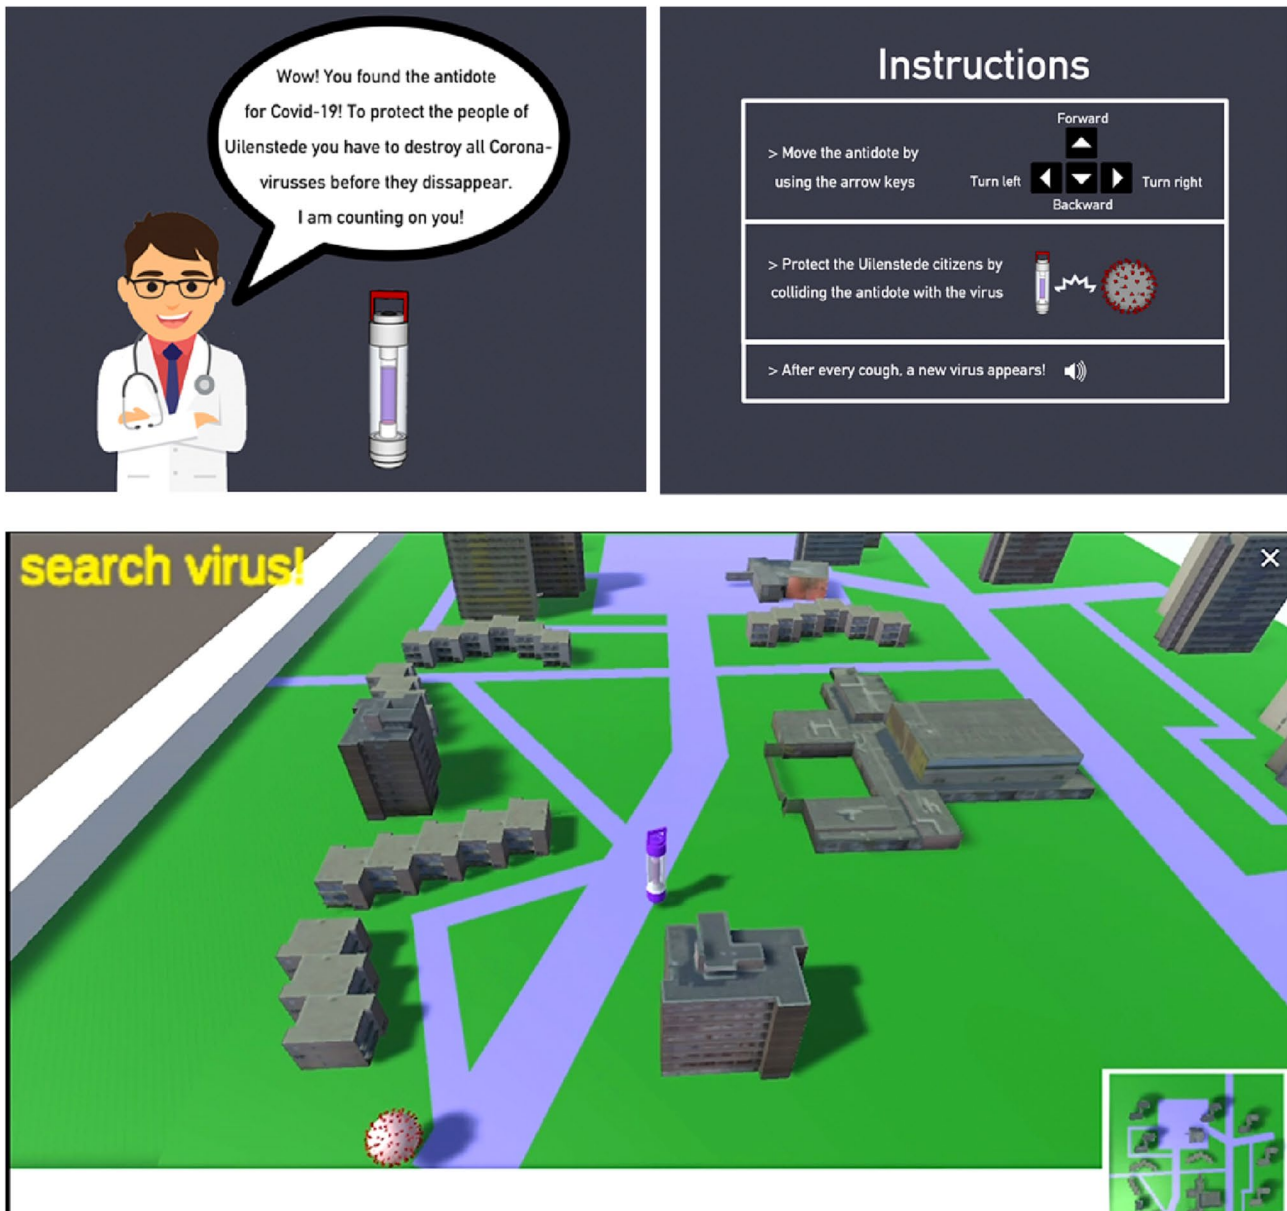 Wow! You found the antidote
for Covid-19! To protect the people of
Uilenstede you have to destroy all Corona-
virusses before they dissappear.
I am counting on you!
Instructions
> Move the antidote by
using the arrow keys
Forward
Turn left
Turn right
Backward
> Protect the Uilenstede citizens by
colliding the antidote with the virus
> After every cough, a new virus appears!
search virus!